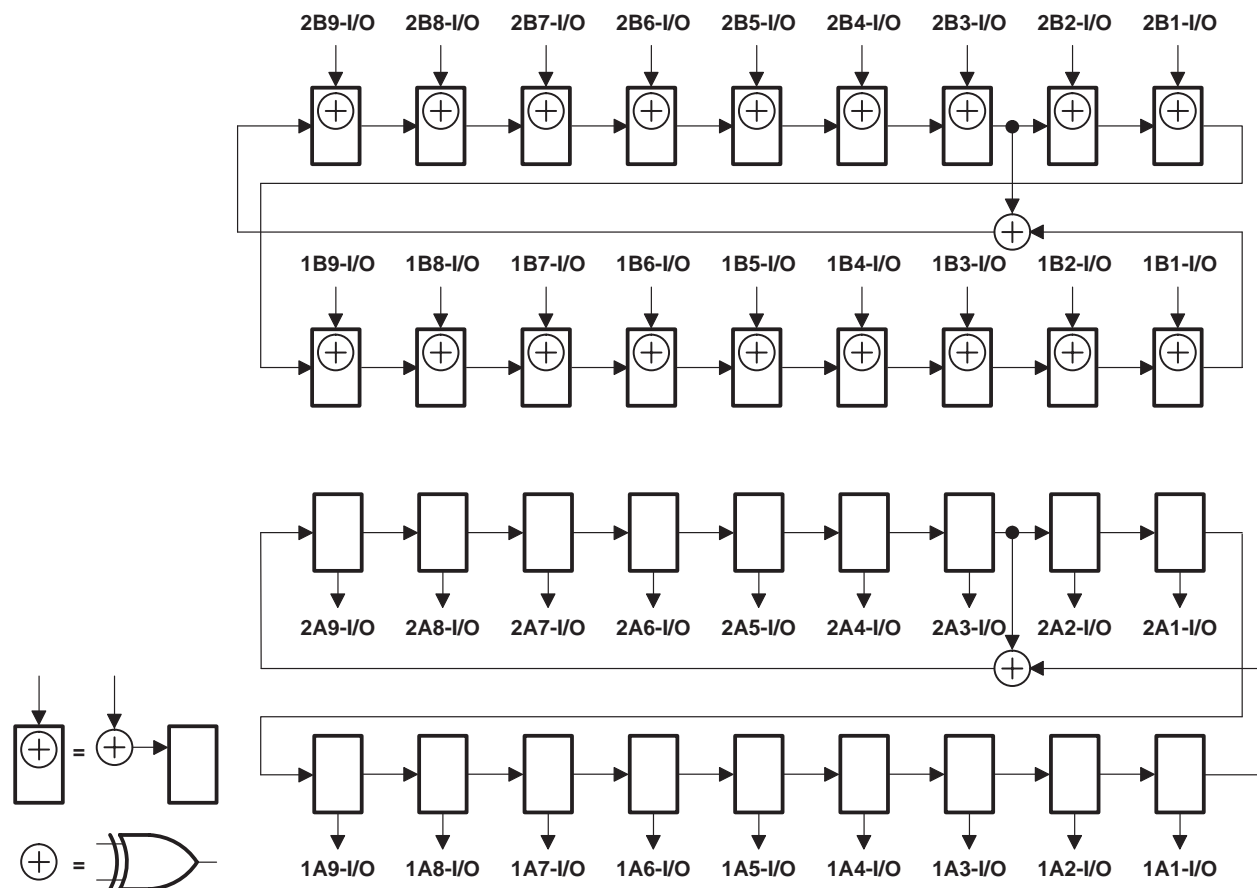 2B9-I/O 2B8-I/O 2B7-I/O 2B6-I/O 2B5-I/O 2B4-I/O 2B3-I/O 2B2-I/O 2B1-I/O
1B9-I/O 1B8-I/O 1B7-I/O 1B6-I/O 1B5-I/O 1B4-I/O 1B3-I/O 1B2-I/O 1B1-I/O
2A9-I/O 2A8-I/O 2A7-I/O 2A6-I/O 2A5-I/O 2A4-I/O 2A3-I/O 2A2-I/O 2A1-I/O
=
=
1A9-I/O 1A8-I/O 1A7-I/O 1A6-I/O 1A5-I/O 1A4-I/O 1A3-I/O 1A2-I/O 1A1-I/O